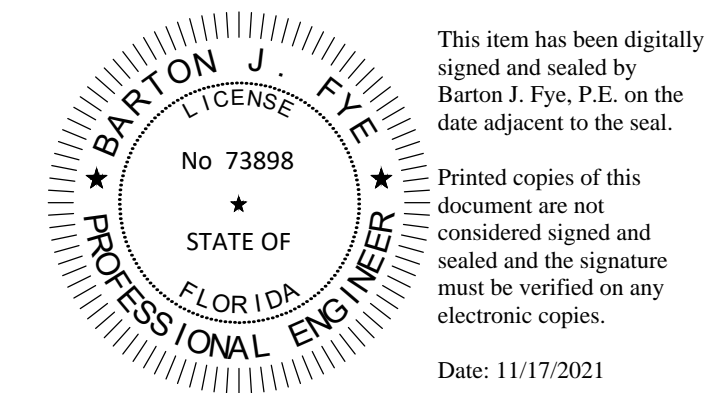 BARTON J. FYE
LICENSE
No 73898
★
STATE OF
FLORIDA
★ PROFESSIONAL ENGINEER ★
This item has been digitally
signed and sealed by
Barton J. Fye, P.E. on the
date adjacent to the seal.
Printed copies of this
document are not
considered signed and
sealed and the signature
must be verified on any
electronic copies.
Date: 11/17/2021